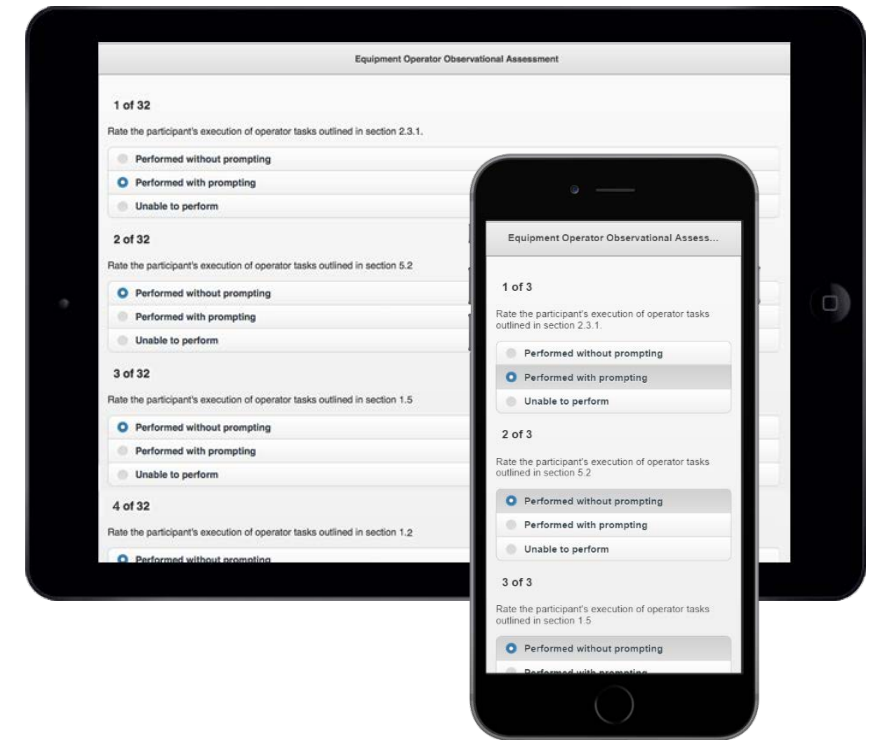 Equipment Operator Observational Assessment
1 of 32
Rate the participant's execution of operator tasks outlined in section 2.3.1.
Performed without prompting
Performed with prompting
Unable to perform
2 of 32
Rate the participant's execution of operator tasks outlined in section 5.2
Performed without prompting
Performed with prompting
Unable to perform
3 of 32
Rate the participant's execution of operator tasks outlined in section 1.5
Performed without prompting
Performed with prompting
Unable to perform
4 of 32
Rate the participant's execution of operator tasks outlined in section 1.2
Performed without prompting
Equipment Operator Observational Assess...
1 of 3
Rate the participant's execution of operator tasks
outlined in section 2.3.1.
Performed without prompting
Performed with prompting
Unable to perform
2 of 3
Rate the participant's execution of operator tasks
outlined in section 5.2
Performed without prompting
Performed with prompting
Unable to perform
3 of 3
Rate the participant's execution of operator tasks
outlined in section 1.5
Performed without prompting
Performed with prompting